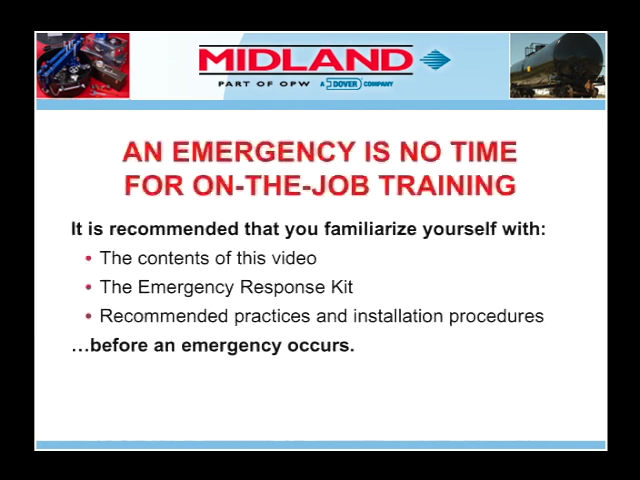 MIDLAND
PART OF OPW A DOVER COMPANY
AN EMERGENCY IS NO TIME
FOR ON-THE-JOB TRAINING
It is recommended that you familiarize yourself with:
• The contents of this video
• The Emergency Response Kit
• Recommended practices and installation procedures
…before an emergency occurs.